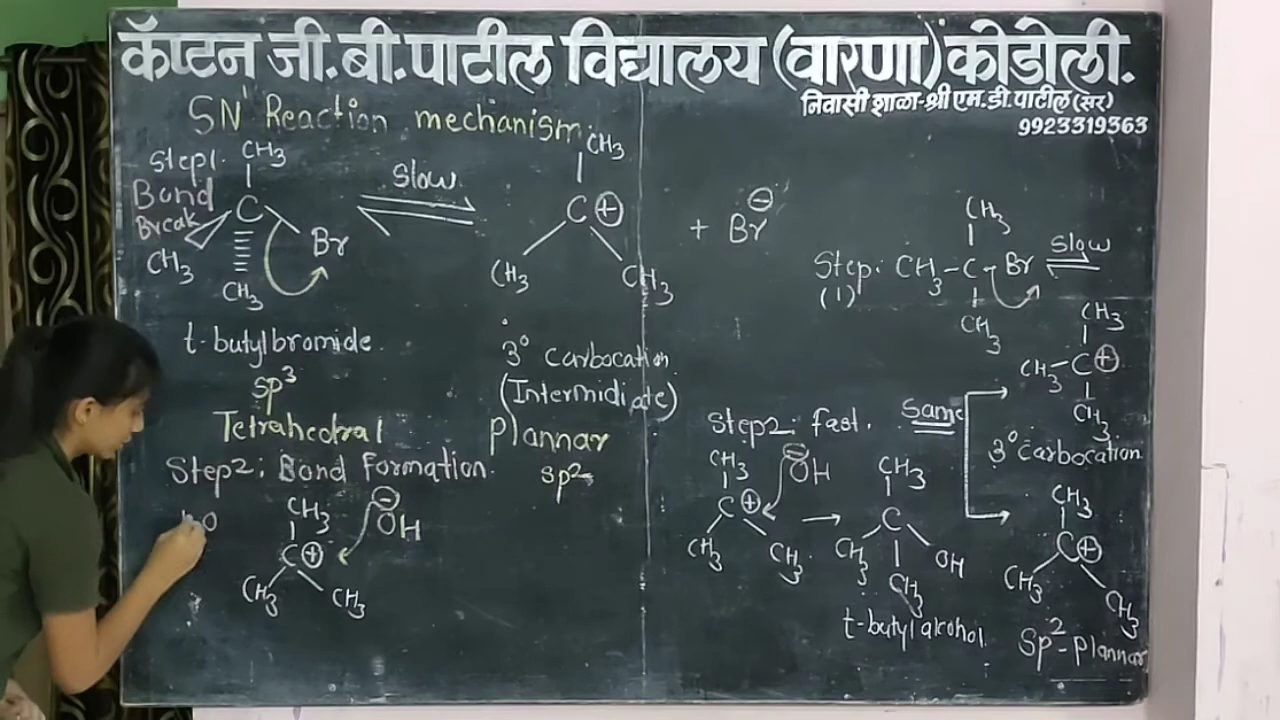 कॅप्टन जी.बी.पाटील विद्यालय (वारणा) कोडोली.
निवासी शाळा-श्री एम.डी.पाटील (सर)
9923319363
SN¹ Reaction mechanism.
Step1.
Bond
Break
CH3
C
Br
CH3
CH3
Slow
CH3
C⊕
CH3
CH3
+ Br⊖
t-butylbromide.
sp³
Tetrahedral
3° carbocation
(Intermidiate)
plannar
sp²
Step2: Bond Formation.
CH3
C⊕
CH3
CH3
⊖
OH
Step:
(1)
CH3
CH3-C Br
CH3
Slow
CH3
CH3-C⊕
CH3
3° carbocation.
Same
Step2: fast.
CH3
C⊕
CH3
CH3
⊖
OH
CH3
C
CH3
CH3
OH
t-butyl alcohol.
CH3
C⊕
CH3
CH3
Sp²-plannar